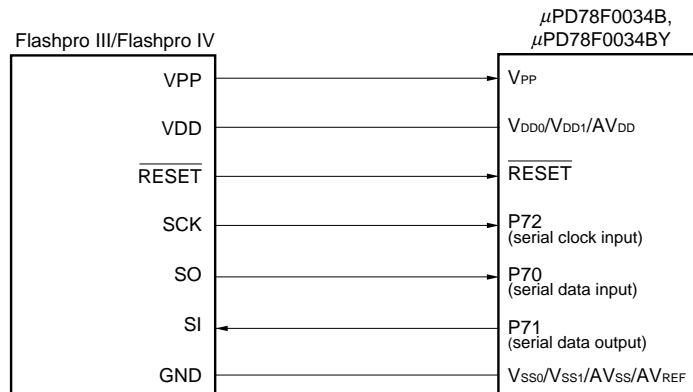 μPD78F0034B,
μPD78F0034BY
Flashpro III/Flashpro IV
VPP
VPP
VDD
VDD0/VDD1/AVDD
RESET
RESET
SCK
P72
(serial clock input)
SO
P70
(serial data input)
SI
P71
(serial data output)
GND
VSS0/VSS1/AVSS/AVREF